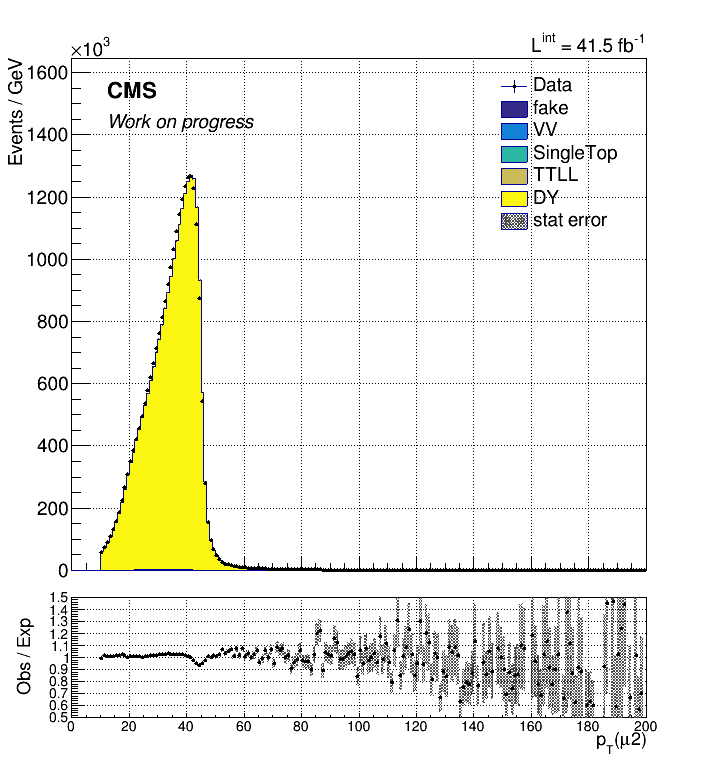 ×10³
L^int = 41.5 fb⁻¹
Events / GeV
CMS
Work on progress
Data
fake
VV
SingleTop
TTLL
DY
stat error
1600
1400
1200
1000
800
600
400
200
0
Obs / Exp
1.5
1.4
1.3
1.2
1.1
1
0.9
0.8
0.7
0.6
0.5
0 20 40 60 80 100 120 140 160 180 200
p_T(μ2)